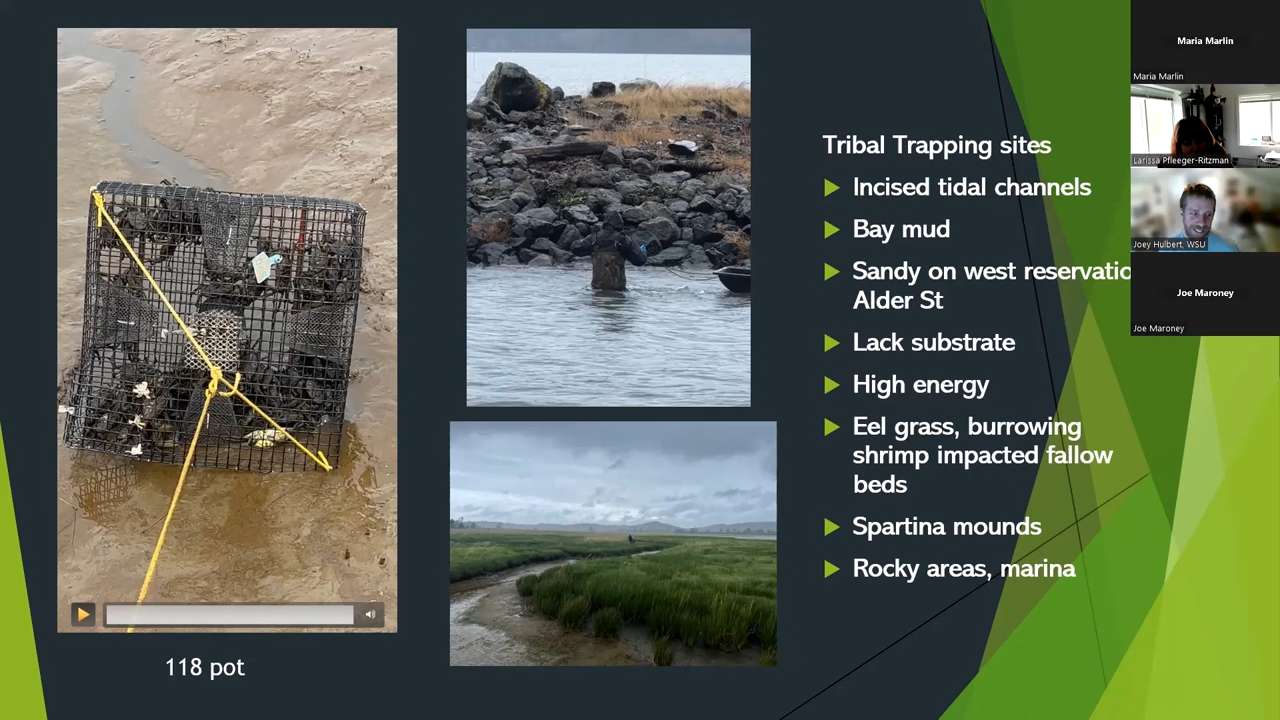 Tribal Trapping sites
Incised tidal channels
Bay mud
Sandy on west reservatio
Alder St
Lack substrate
High energy
Eel grass, burrowing
shrimp impacted fallow
beds
Spartina mounds
Rocky areas, marina
118 pot
Maria Marlin
Maria Marlin
Larissa Pfleeger-Ritzman
Joey Hulbert, WSU
Joe Maroney
Joe Maroney